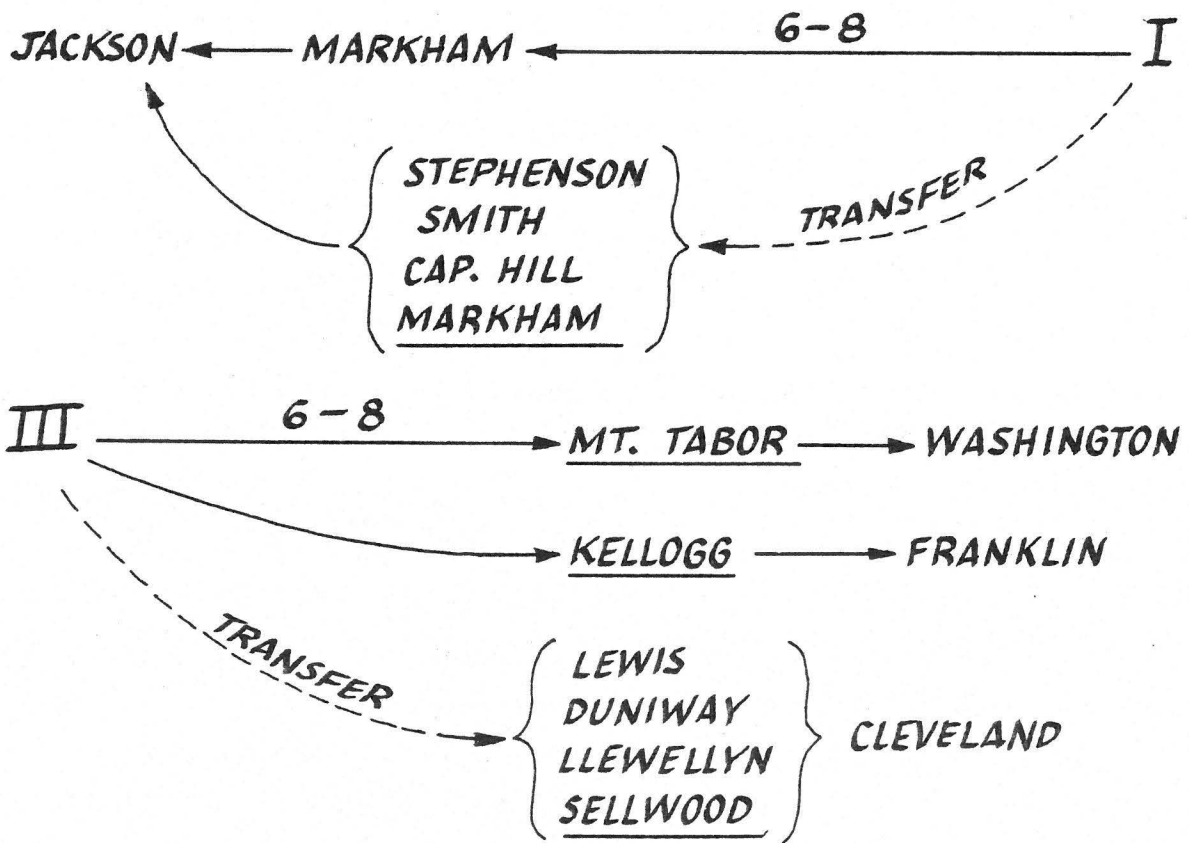 JACKSON MARKHAM 6-8 I
TRANSFER
STEPHENSON
SMITH
CAP. HILL
MARKHAM
III 6-8 MT. TABOR WASHINGTON
KELLOGG FRANKLIN
TRANSFER
LEWIS
DUNIWAY
LLEWELLYN
SELLWOOD
CLEVELAND